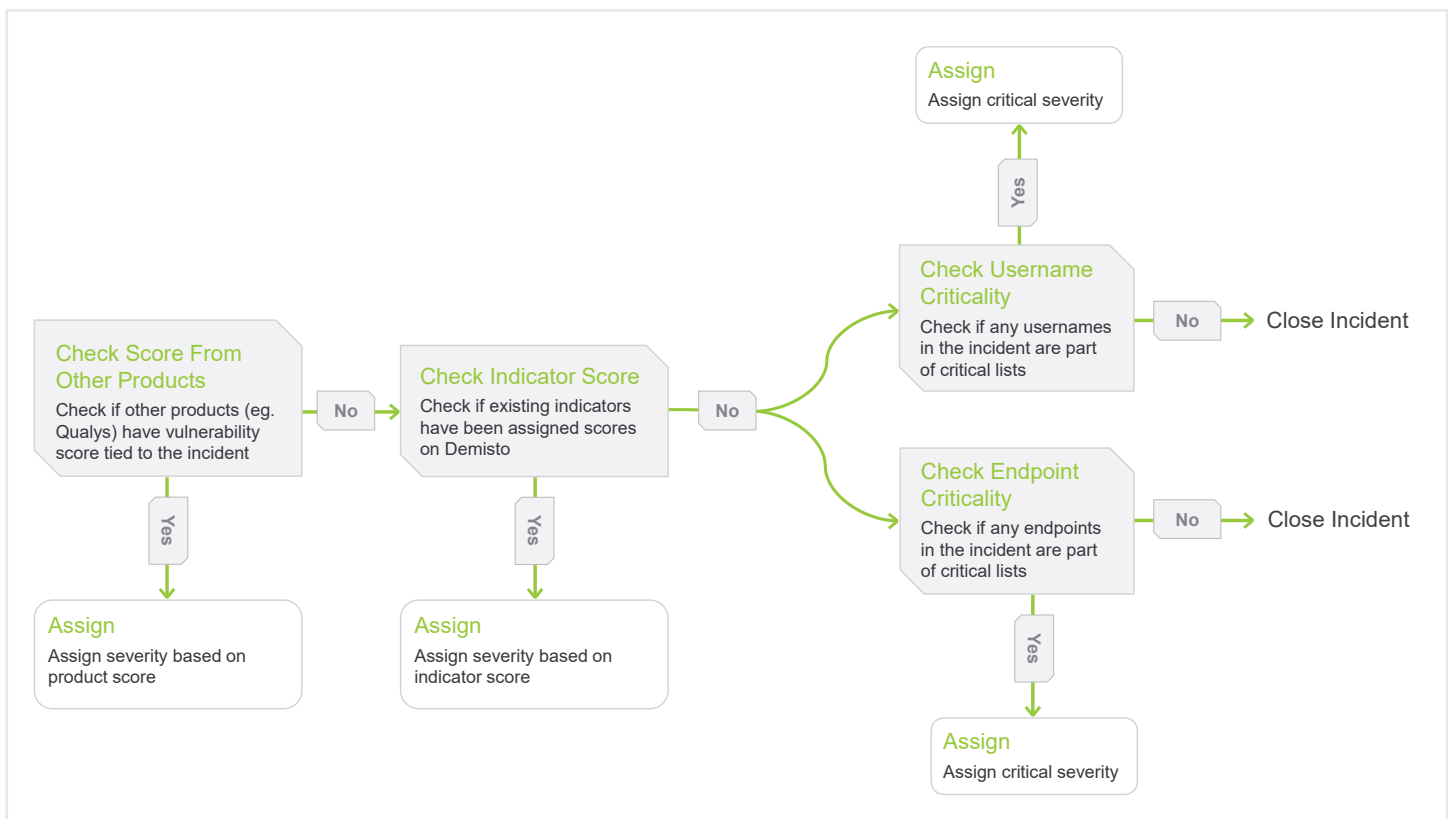 Assign
Assign critical severity
Yes
Check Username
Criticality
Check if any usernames
in the incident are part
of critical lists
No
Close Incident
Check Score From
Other Products
Check if other products (eg.
Qualys) have vulnerability
score tied to the incident
No
Check Indicator Score
Check if existing indicators
have been assigned scores
on Demisto
No
Check Endpoint
Criticality
Check if any endpoints
in the incident are part
of critical lists
No
Close Incident
Yes
Assign
Assign severity based on
product score
Yes
Assign
Assign severity based on
indicator score
Yes
Assign
Assign critical severity